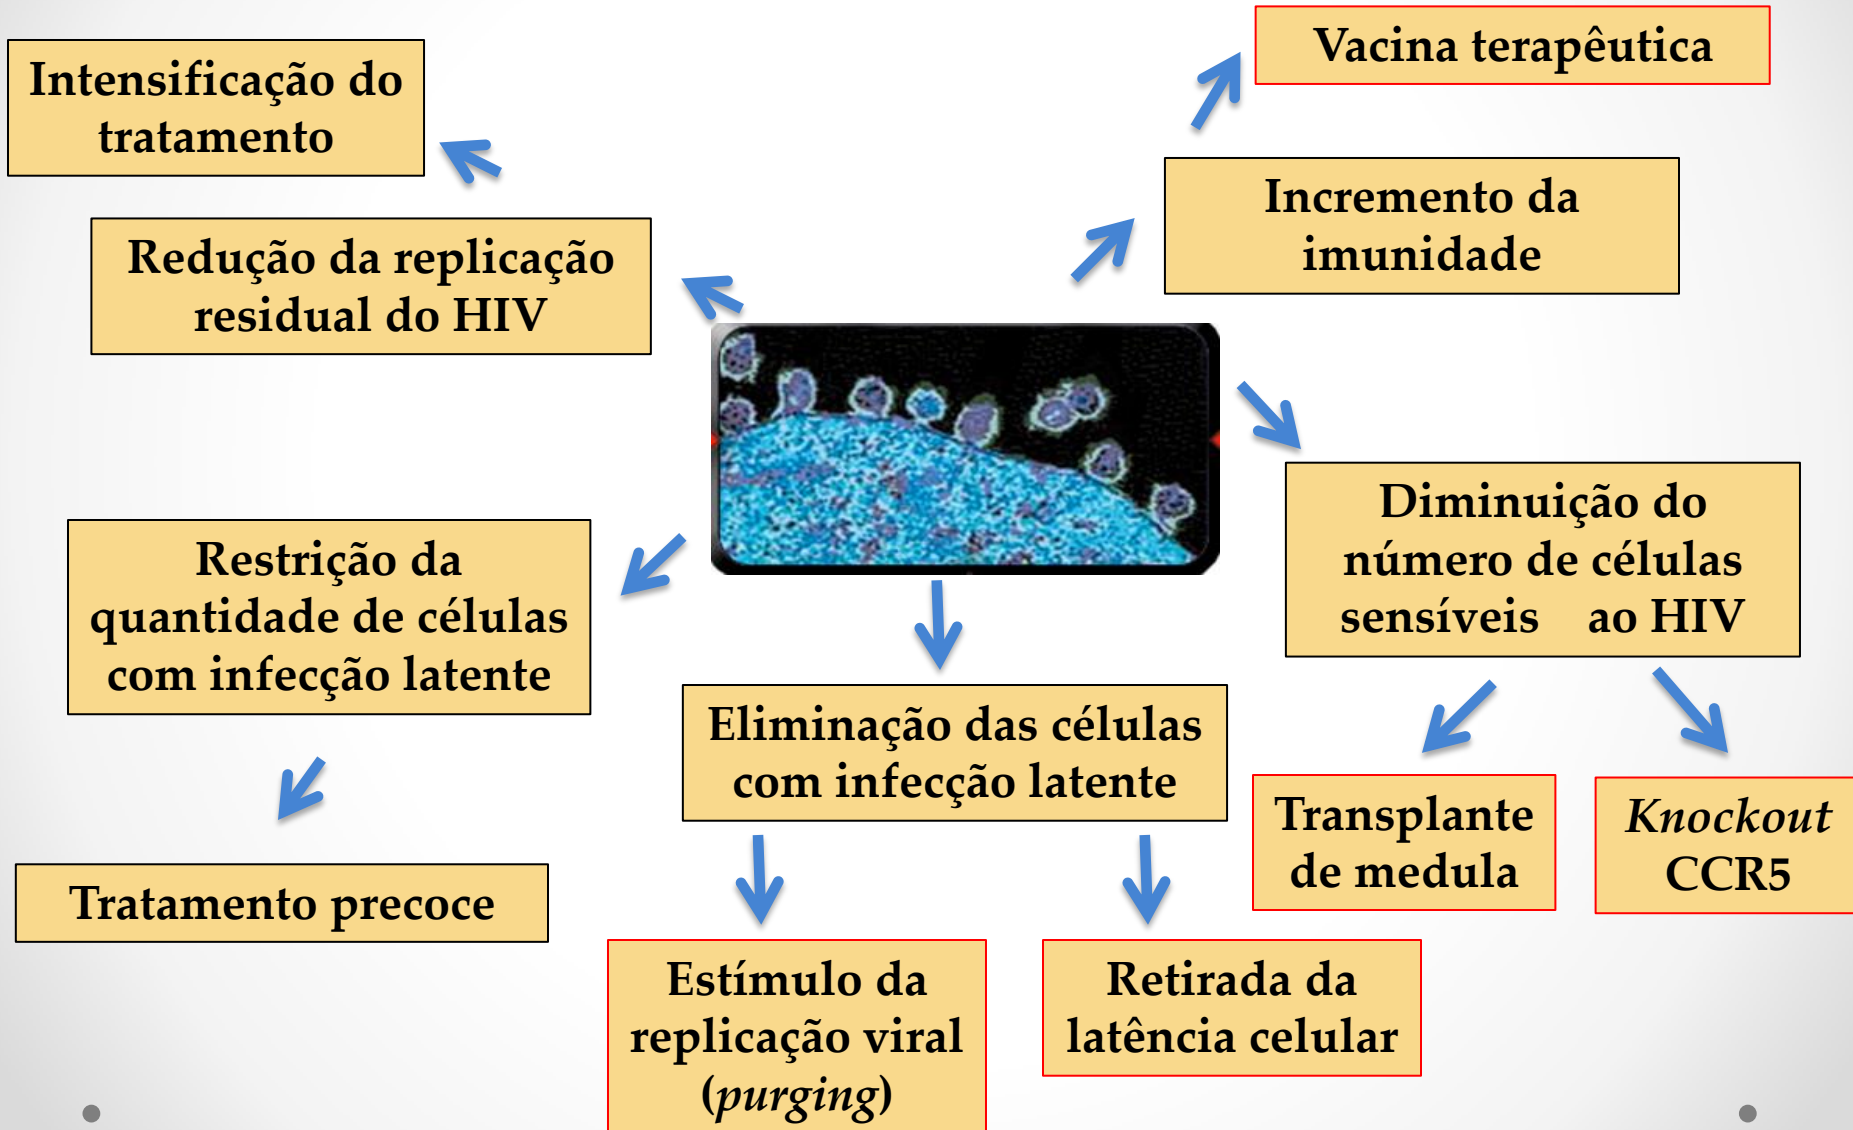 Vacina terapêutica
Intensificação do
tratamento
Incremento da
imunidade
Redução da replicação
residual do HIV
Diminuição do
número de células
sensíveis ao HIV
Restrição da
quantidade de células
com infecção latente
Eliminação das células
com infecção latente
Transplante
de medula
Knockout
CCR5
Tratamento precoce
Estímulo da
replicação viral
(purging)
Retirada da
latência celular